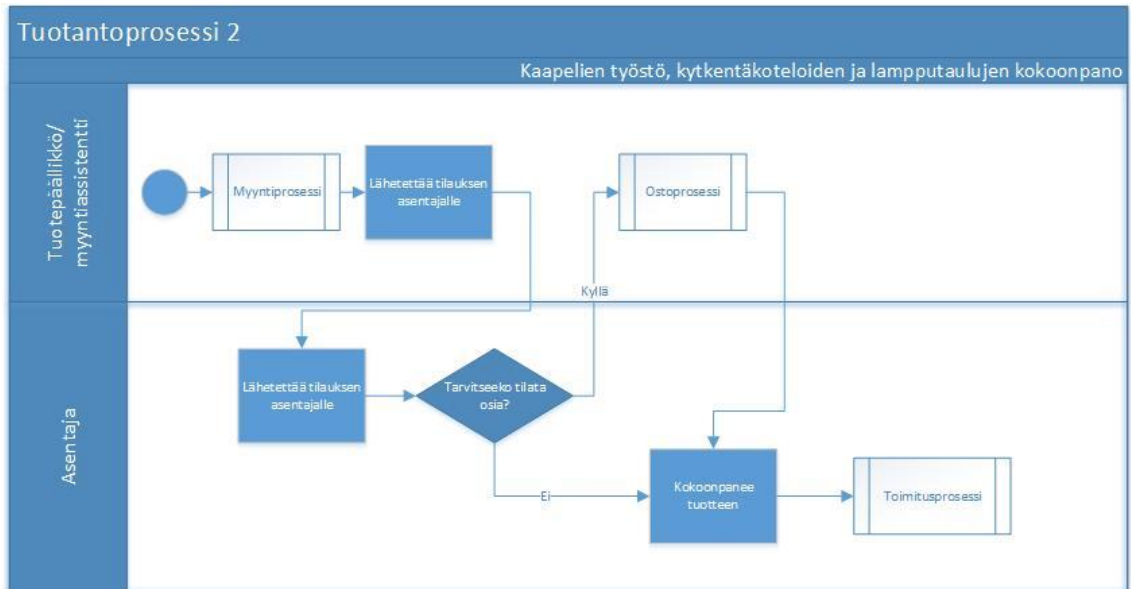 Tuotantoprosessi 2
Kaapelien työstö, kytkentäkoteloiden ja lampputaulujen kokoonpano
Tuotepäällikkö/
myyntiassistentti
Myyntiprosessi
Lähetettää tilauksen
asentajalle
Ostoprosessi
Kyllä
Asentaja
Lähetettää tilauksen
asentajalle
Tarvitseeko tilata
osia?
Ei
Kokoonpanee
tuotteen
Toimitusprosessi